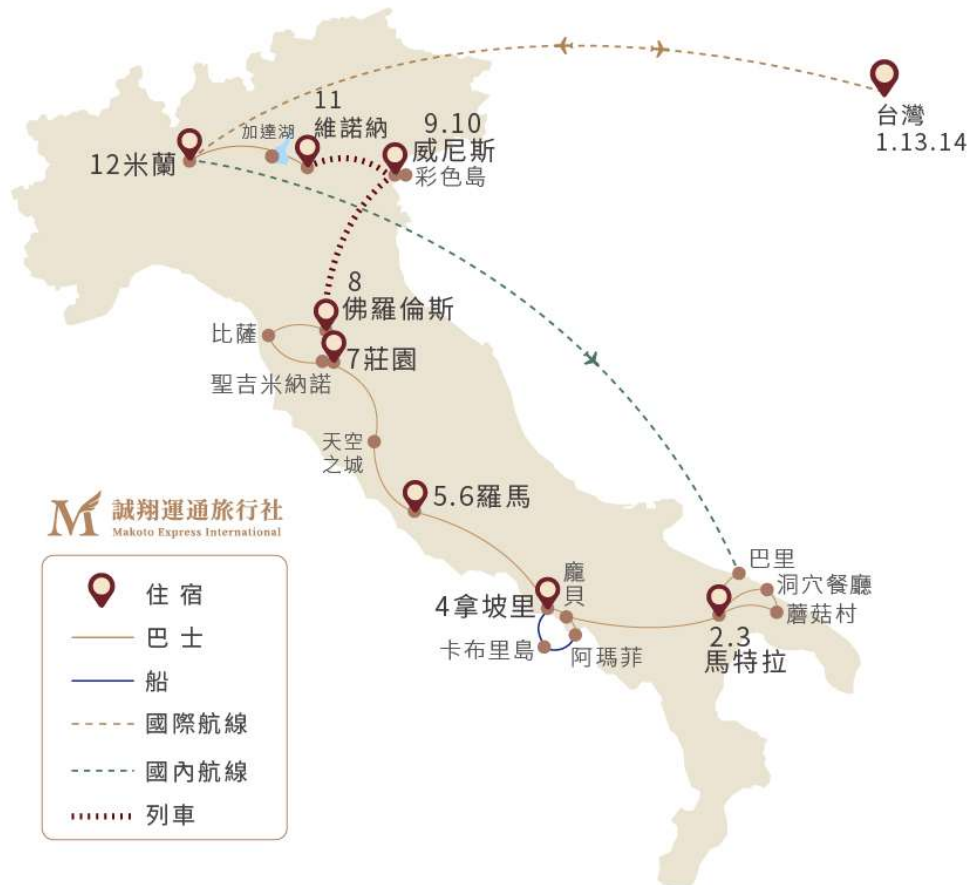 11
維諾納
加達湖
9.10
威尼斯
彩色島
台灣
1.13.14
12米蘭
8
佛羅倫斯
比薩
7莊園
聖吉米納諾
天空
之城
5.6羅馬
誠翔運通旅行社
Makoto Express International
巴里
洞穴餐廳
蘑菇村
龐
貝
4拿坡里
卡布里島
阿瑪菲
2.3
馬特拉
住宿
巴士
船
國際航線
國內航線
列車